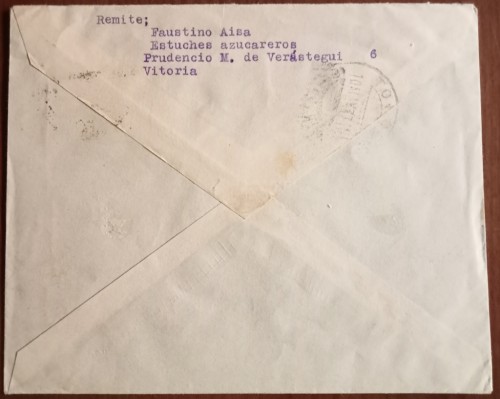 Remite;
Faustino Aisa
Estuches azucareros
Prudencio M. de Verástegui 6
Vitoria